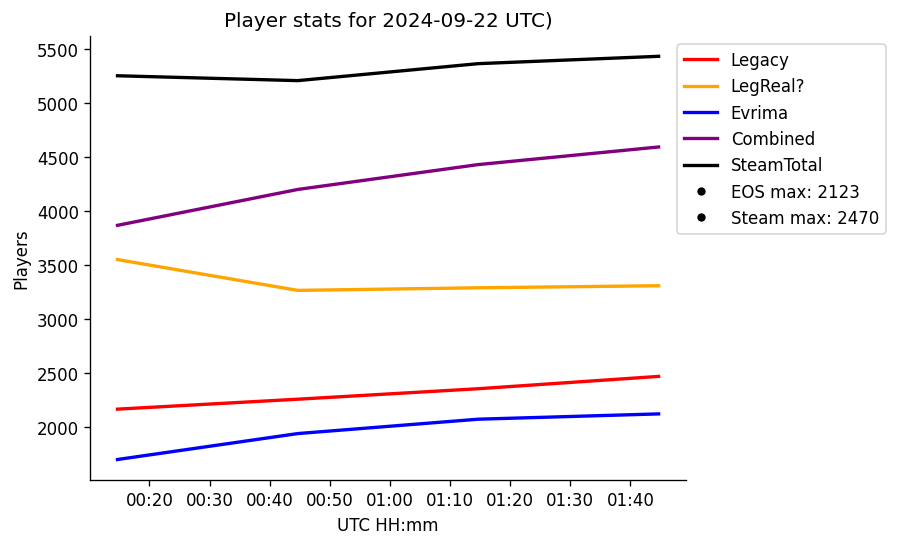 Player stats for 2024-09-22 UTC)
5500
5000
4500
4000
3500
3000
2500
2000
Players
00:20 00:30 00:40 00:50 01:00 01:10 01:20 01:30 01:40
UTC HH:mm
Legacy
LegReal?
Evrima
Combined
SteamTotal
EOS max: 2123
Steam max: 2470